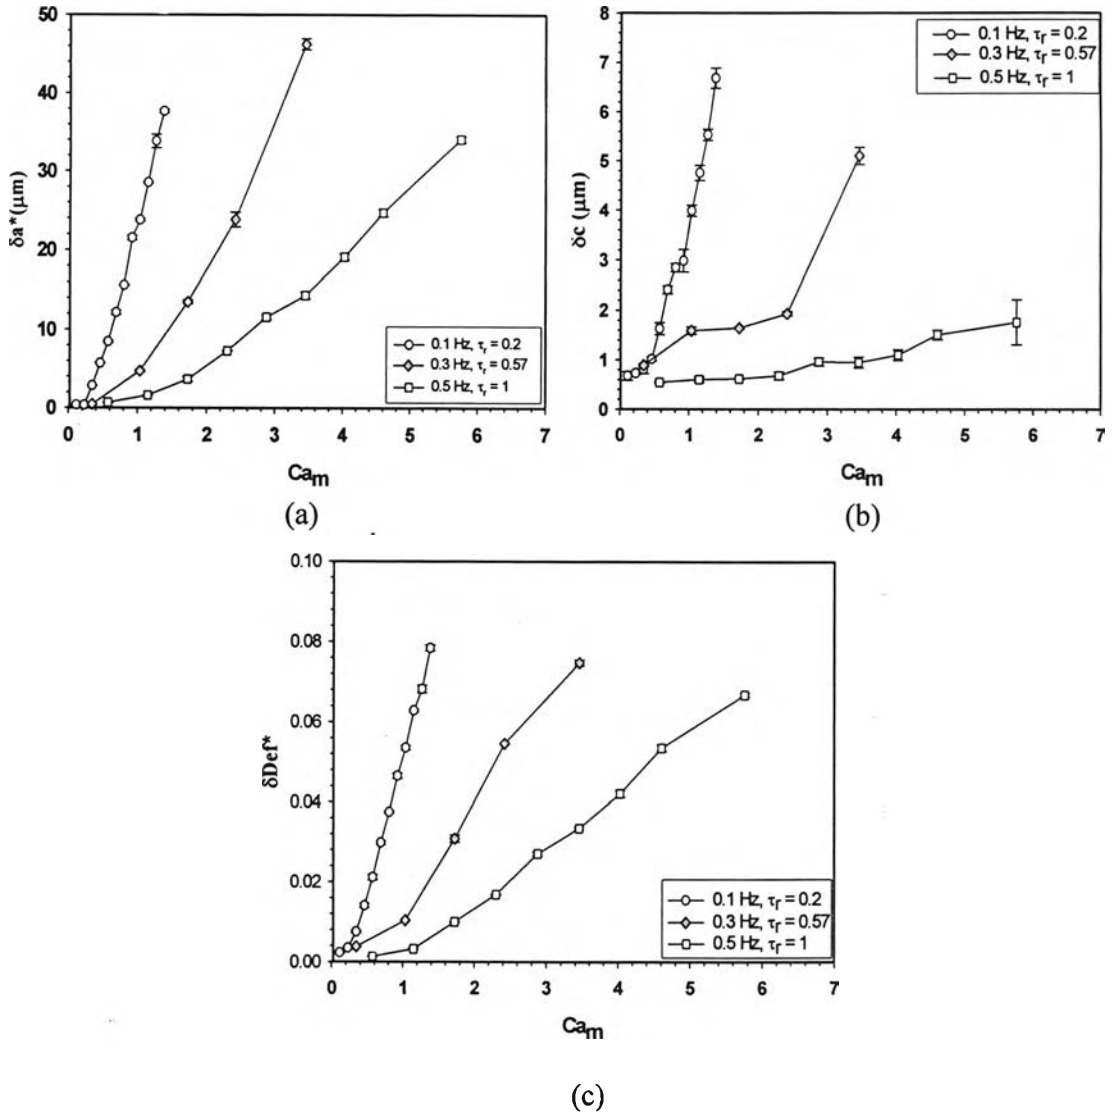 50
40
30
20
10
0
δa*(μm)
0.1 Hz, τr = 0.2
0.3 Hz, τr = 0.57
0.5 Hz, τr = 1
0 1 2 3 4 5 6 7
Cam
(a)
8
7
6
5
4
3
2
1
0
δc (μm)
0.1 Hz, τr = 0.2
0.3 Hz, τr = 0.57
0.5 Hz, τr = 1
0 1 2 3 4 5 6 7
Cam
(b)
0.10
0.08
0.06
0.04
0.02
0.00
δDef*
0.1 Hz, τr = 0.2
0.3 Hz, τr = 0.57
0.5 Hz, τr = 1
0 1 2 3 4 5 6 7
Cam
(c)